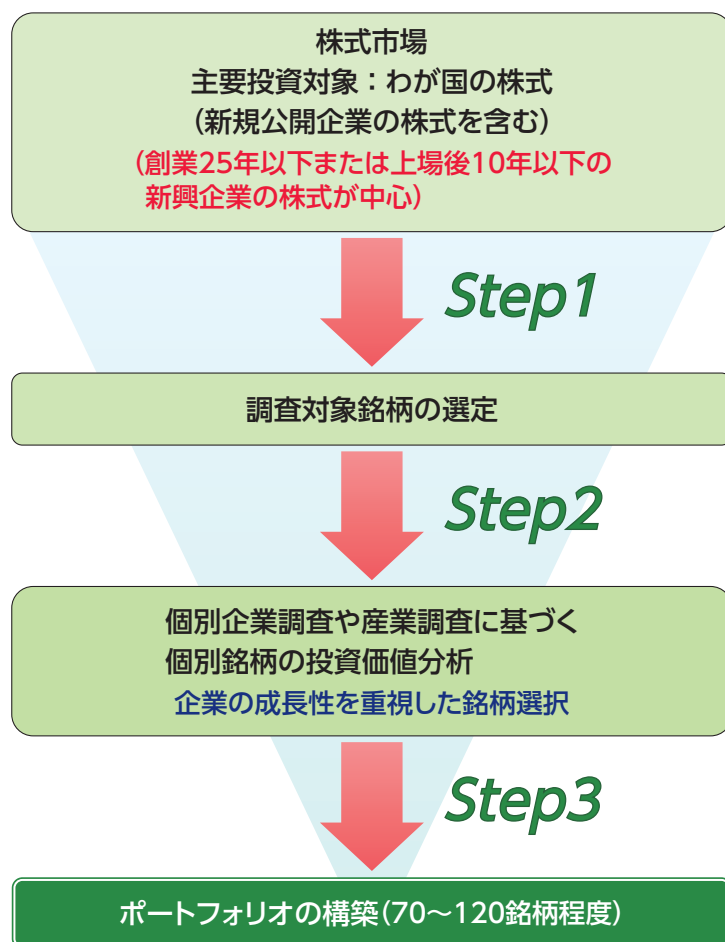 株式市場
主要投資対象：わが国の株式
（新規公開企業の株式を含む）
（創業25年以下または上場後10年以下の
新興企業の株式が中心）
Step1
調査対象銘柄の選定
Step2
個別企業調査や産業調査に基づく
個別銘柄の投資価値分析
企業の成長性を重視した銘柄選択
Step3
ポートフォリオの構築（70～120銘柄程度）